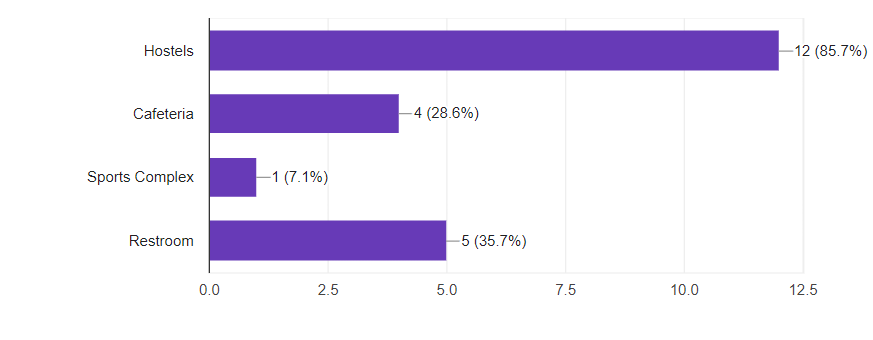 Hostels
12 (85.7%)
Cafeteria
4 (28.6%)
Sports Complex
1 (7.1%)
Restroom
5 (35.7%)
0.0 2.5 5.0 7.5 10.0 12.5